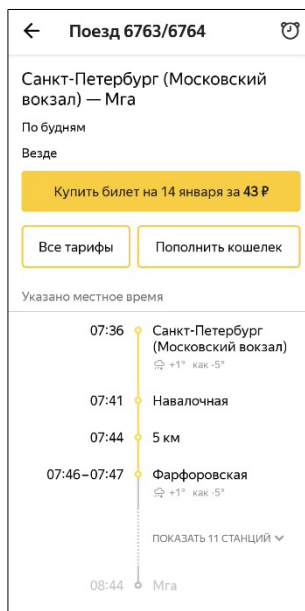 Поезд 6763/6764
Санкт-Петербург (Московский
вокзал) — Мга
По будням
Везде
Купить билет на 14 января за 43 ₽
Все тарифы
Пополнить кошелек
Указано местное время
07:36 Санкт-Петербург
(Московский вокзал)
+1° как -5°
07:41 Навалочная
07:44 5 км
07:46–07:47 Фарфоровская
+1° как -5°
ПОКАЗАТЬ 11 СТАНЦИЙ
08:44 Мга